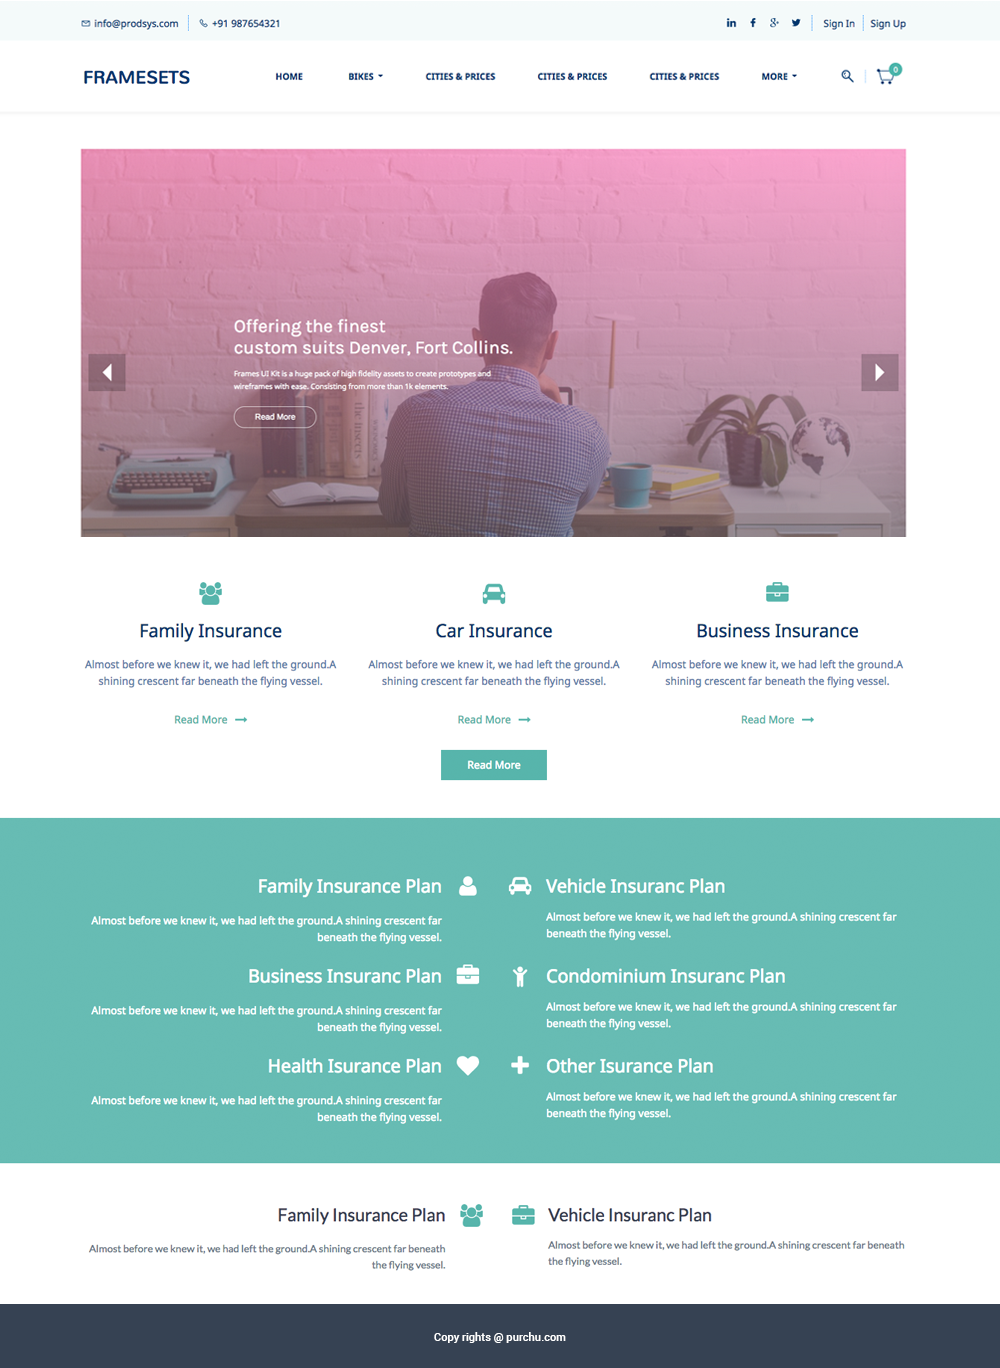 info@prodsys.com
+91 987654321
Sign In
Sign Up
FRAMESETS
HOME
BIKES
CITIES & PRICES
CITIES & PRICES
CITIES & PRICES
MORE
0
Offering the finest
custom suits Denver, Fort Collins.
Frames UI Kit is a huge pack of high fidelity assets to create prototypes and
wireframes with ease. Consisting from more than 1k elements.
Read More
Family Insurance
Almost before we knew it, we had left the ground.A
shining crescent far beneath the flying vessel.
Read More
Car Insurance
Almost before we knew it, we had left the ground.A
shining crescent far beneath the flying vessel.
Read More
Business Insurance
Almost before we knew it, we had left the ground.A
shining crescent far beneath the flying vessel.
Read More
Read More
Family Insurance Plan
Almost before we knew it, we had left the ground.A shining crescent far
beneath the flying vessel.
Vehicle Insuranc Plan
Almost before we knew it, we had left the ground.A shining crescent far
beneath the flying vessel.
Business Insuranc Plan
Almost before we knew it, we had left the ground.A shining crescent far
beneath the flying vessel.
Condominium Insuranc Plan
Almost before we knew it, we had left the ground.A shining crescent far
beneath the flying vessel.
Health Isurance Plan
Almost before we knew it, we had left the ground.A shining crescent far
beneath the flying vessel.
Other Isurance Plan
Almost before we knew it, we had left the ground.A shining crescent far
beneath the flying vessel.
Family Insurance Plan
Almost before we knew it, we had left the ground.A shining crescent far beneath
the flying vessel.
Vehicle Insuranc Plan
Almost before we knew it, we had left the ground.A shining crescent far beneath
the flying vessel.
Copy rights @ purchu.com